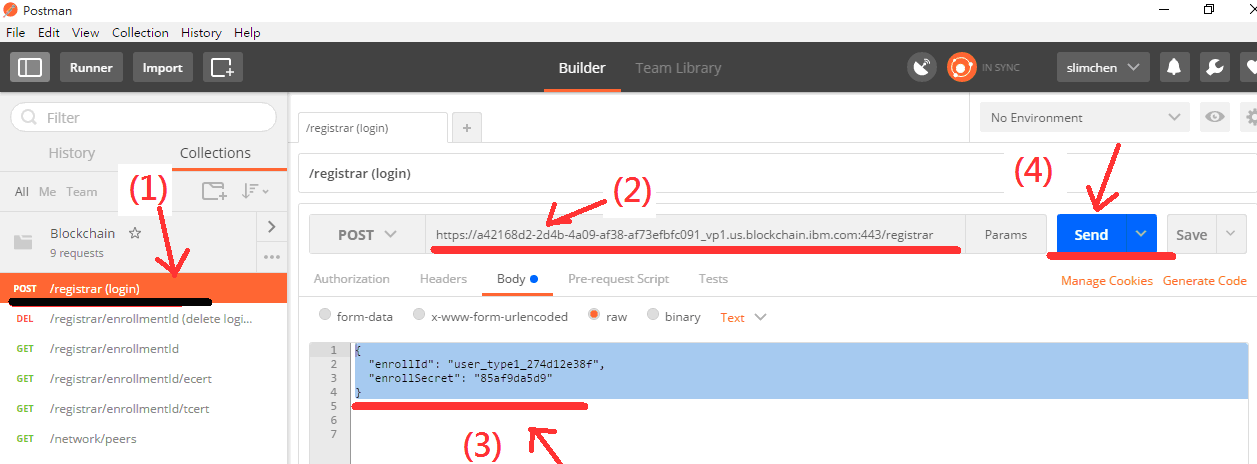 Postman
File Edit View Collection History Help
Runner Import Builder Team Library IN SYNC slimchen
Filter
History Collections
All Me Team
(1)
Blockchain
9 requests
POST /registrar (login)
DEL /registrar/enrollmentId (delete logi...
GET /registrar/enrollmentId
GET /registrar/enrollmentId/ecert
GET /registrar/enrollmentId/tcert
GET /network/peers
/registrar (login) +
No Environment
/registrar (login)
(2)
(4)
POST https://a42168d2-2d4b-4a09-af38-af73efbfc091_vp1.us.blockchain.ibm.com:443/registrar Params Send Save
Authorization Headers Body Pre-request Script Tests Manage Cookies Generate Code
form-data x-www-form-urlencoded raw binary Text
1 {
2 "enrollId": "user_type1_274d12e38f",
3 "enrollSecret": "85af9da5d9"
4 }
5
6
7
(3)